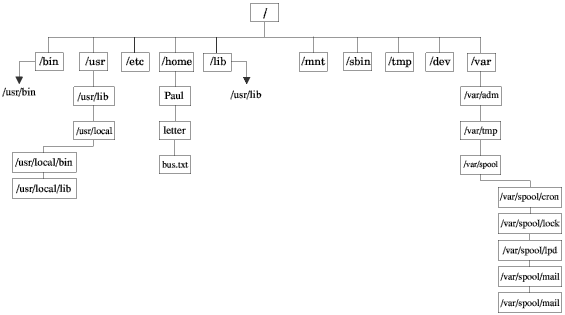 /
/bin /usr /etc /home /lib /mnt /sbin /tmp /dev /var
/usr/bin /usr/lib Paul /usr/lib /var/adm
/usr/local letter /var/tmp
/usr/local/bin bus.txt /var/spool
/usr/local/lib
/var/spool/cron
/var/spool/lock
/var/spool/lpd
/var/spool/mail
/var/spool/mail